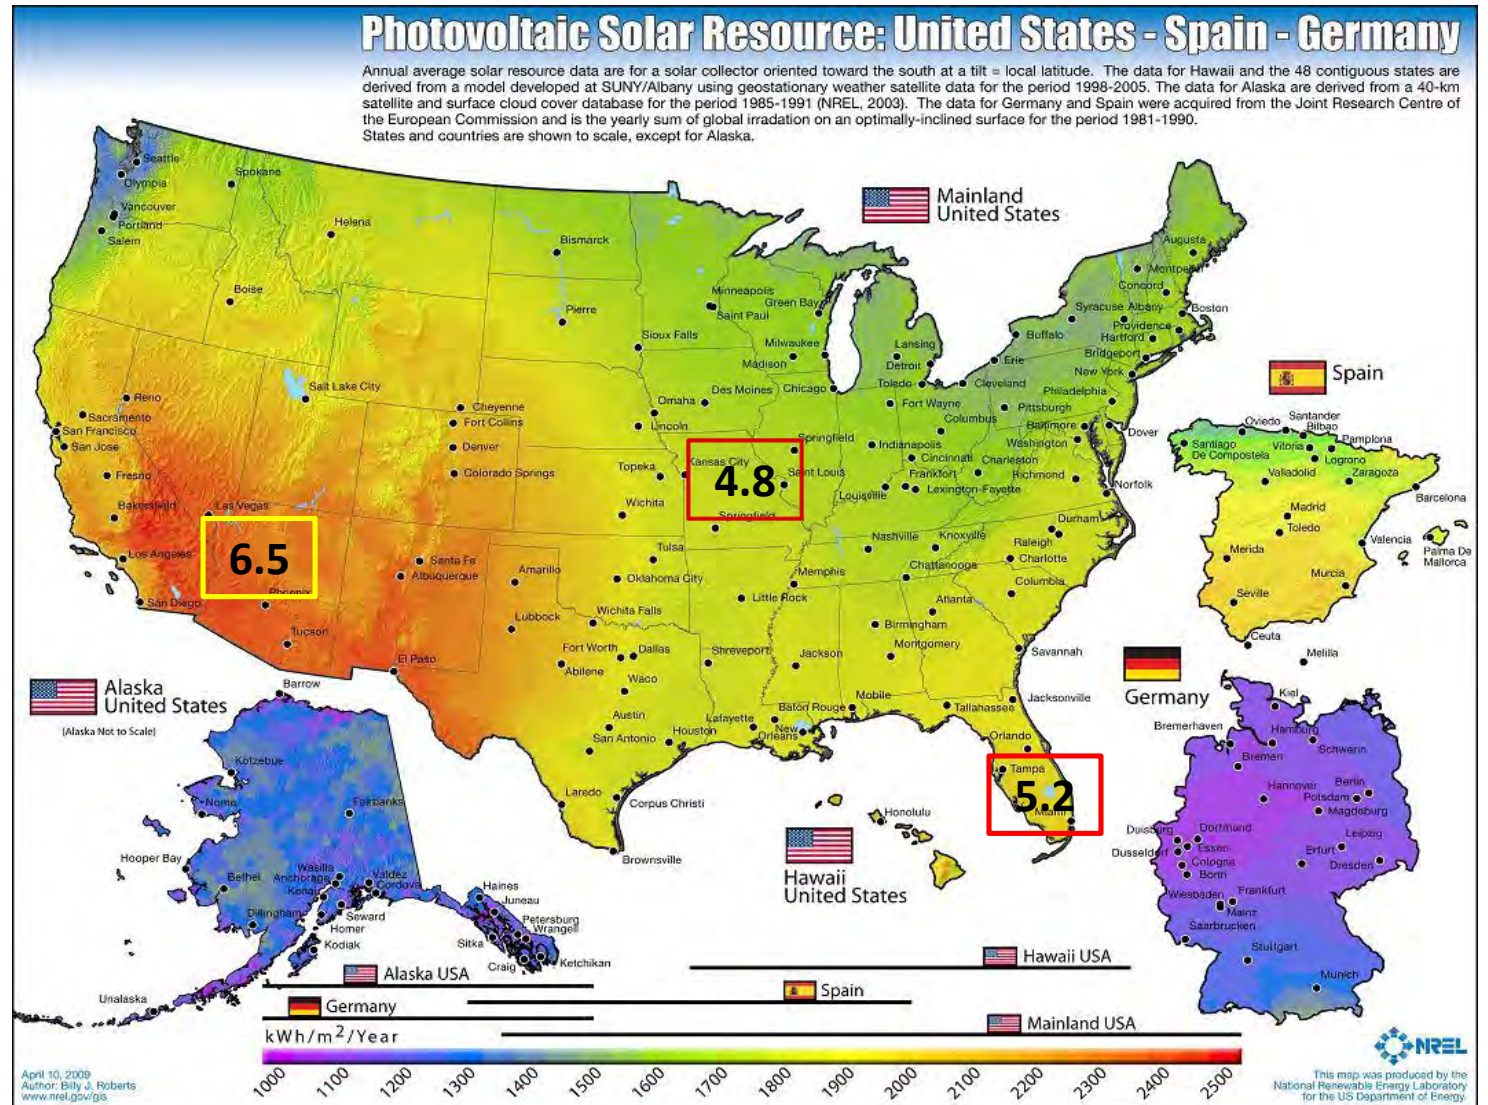 Photovoltaic Solar Resource: United States - Spain - Germany
Annual average solar resource data are for a solar collector oriented toward the south at a tilt = local latitude. The data for Hawaii and the 48 contiguous states are
derived from a model developed at SUNY/Albany using geostationary weather satellite data for the period 1998-2005. The data for Alaska are derived from a 40-km
satellite and surface cloud cover database for the period 1985-1991 (NREL, 2003). The data for Germany and Spain were acquired from the Joint Research Centre of
the European Commission and is the yearly sum of global irradation on an optimally-inclined surface for the period 1981-1990.
States and countries are shown to scale, except for Alaska.
Mainland
United States
Seattle
Olympia
Spokane
Vancouver
Portland
Salem
Helena
Bismarck
Boise
Pierre
Minneapolis
Saint Paul
Green Bay
Sioux Falls
Milwaukee
Madison
Lansing
Detroit
Augusta
Montpelier
Concord
Syracuse
Albany
Boston
Providence
Hartford
Buffalo
Erie
Bridgeport
New York
Salt Lake City
Reno
Sacramento
San Francisco
San Jose
Fresno
Bakersfield
Las Vegas
Los Angeles
San Diego
6.5
Phoenix
Tucson
Cheyenne
Fort Collins
Denver
Colorado Springs
Santa Fe
Albuquerque
El Paso
Omaha
Lincoln
Des Moines
Chicago
Toledo
Cleveland
Philadelphia
Fort Wayne
Pittsburgh
Columbus
Baltimore
Washington
Dover
Springfield
Indianapolis
Cincinnati
Charleston
Richmond
Norfolk
Topeka
Kansas City
Saint Louis
4.8
Frankfort
Louisville
Lexington-Fayette
Wichita
Springfield
Tulsa
Amarillo
Oklahoma City
Nashville
Knoxville
Durham
Raleigh
Charlotte
Chattanooga
Columbia
Memphis
Little Rock
Atlanta
Wichita Falls
Lubbock
Birmingham
Fort Worth
Dallas
Abilene
Shreveport
Jackson
Montgomery
Savannah
Waco
Austin
San Antonio
Houston
Lafayette
Baton Rouge
New
Orleans
Mobile
Tallahassee
Jacksonville
Orlando
Tampa
5.2
Miami
Laredo
Corpus Christi
Brownsville
Spain
Oviedo
Santander
Bilbao
Santiago
De Compostela
Vitoria
Pamplona
Logrono
Valladolid
Zaragoza
Barcelona
Madrid
Toledo
Valencia
Palma De
Mallorca
Merida
Murcia
Seville
Ceuta
Melilla
Germany
Kiel
Bremerhaven
Hamburg
Schwerin
Bremen
Hannover
Berlin
Potsdam
Magdeburg
Duisburg
Dortmund
Essen
Dusseldorf
Leipzig
Cologne
Erfurt
Dresden
Bonn
Wiesbaden
Frankfurt
Mainz
Saarbrucken
Stuttgart
Munich
Alaska
United States
(Alaska Not to Scale)
Barrow
Kotzebue
Nome
Fairbanks
Hooper Bay
Bethel
Wasilla
Anchorage
Kenai
Valdez
Cordova
Dillingham
Seward
Homer
Kodiak
Unalaska
Haines
Juneau
Petersburg
Wrangell
Sitka
Craig
Ketchikan
Honolulu
Hawaii
United States
Alaska USA
Hawaii USA
Germany
Spain
Mainland USA
kWh/m2/Year
1000 1100 1200 1300 1400 1500 1600 1700 1800 1900 2000 2100 2200 2300 2400 2500
April 10, 2009
Author: Billy J. Roberts
www.nrel.gov/gis
NREL
This map was produced by the
National Renewable Energy Laboratory
for the US Department of Energy.